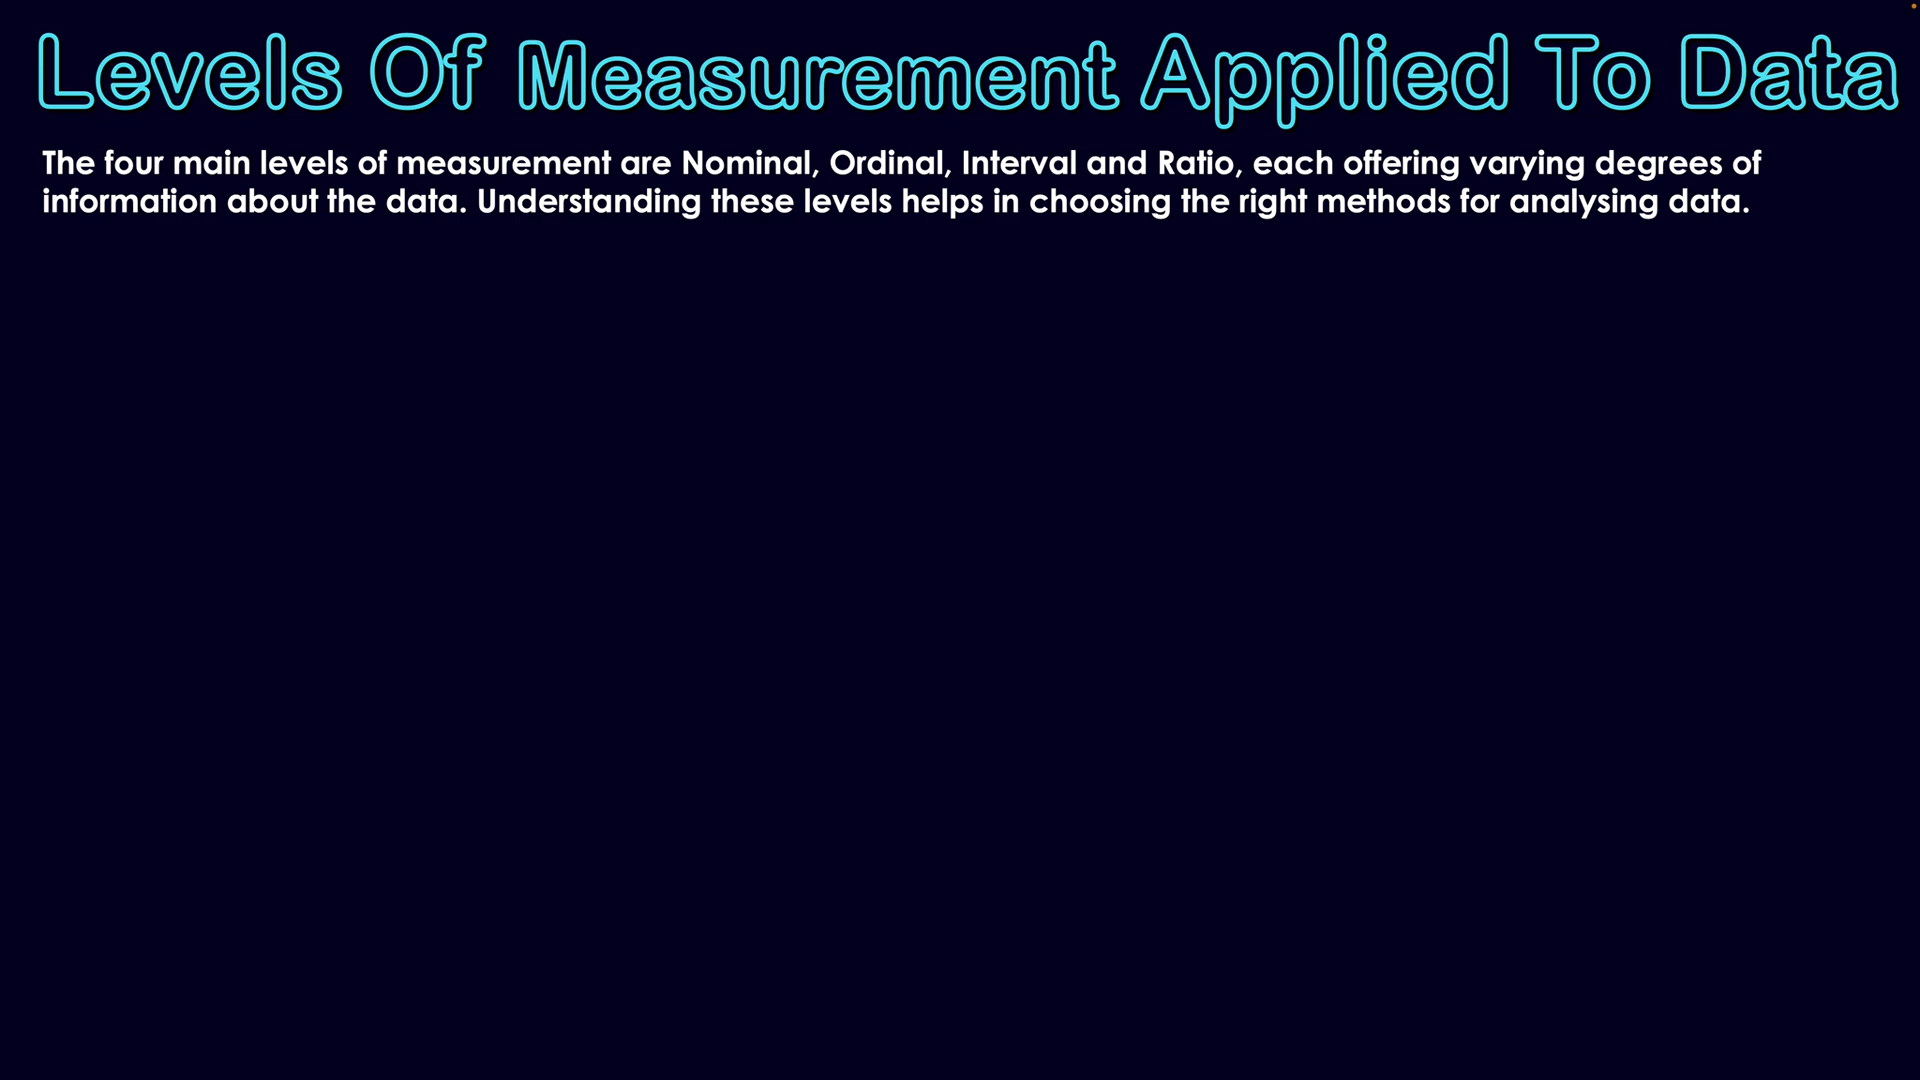 Levels Of Measurement Applied To Data
The four main levels of measurement are Nominal, Ordinal, Interval and Ratio, each offering varying degrees of
information about the data. Understanding these levels helps in choosing the right methods for analysing data.